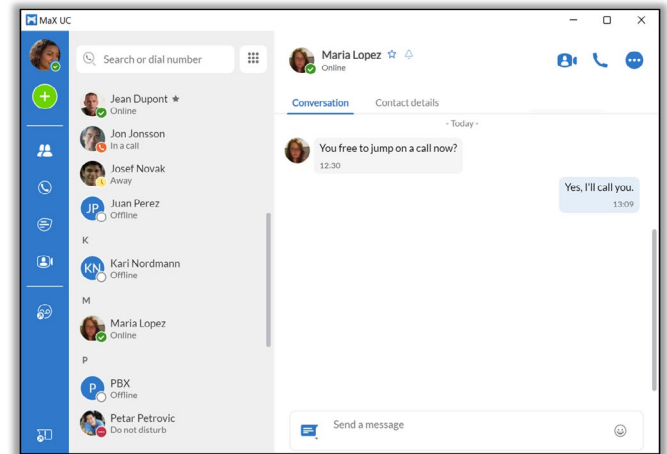 MaX UC
Search or dial number
Jean Dupont ★
Online
Jon Jonsson
In a call
Josef Novak
Away
JP
Juan Perez
Offline
K
KN
Kari Nordmann
Offline
M
Maria Lopez
Online
P
P
PBX
Offline
Petar Petrovic
Do not disturb
Maria Lopez
Online
Conversation
Contact details
- Today -
You free to jump on a call now?
12:30
Yes, I'll call you.
13:09
Send a message